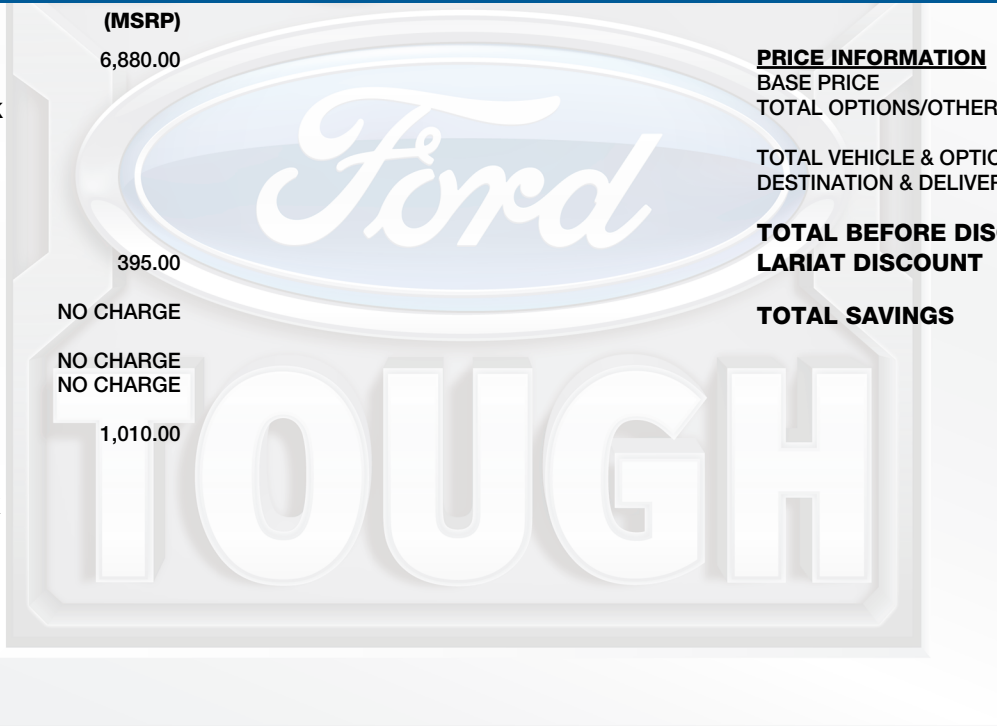 (MSRP)
6,880.00
395.00
NO CHARGE
NO CHARGE
NO CHARGE
1,010.00
PRICE INFORMATION
BASE PRICE
TOTAL OPTIONS/OTHER
TOTAL VEHICLE & OPTIO
DESTINATION & DELIVER
TOTAL BEFORE DIS
LARIAT DISCOUNT
TOTAL SAVINGS
Ford
TOUGH